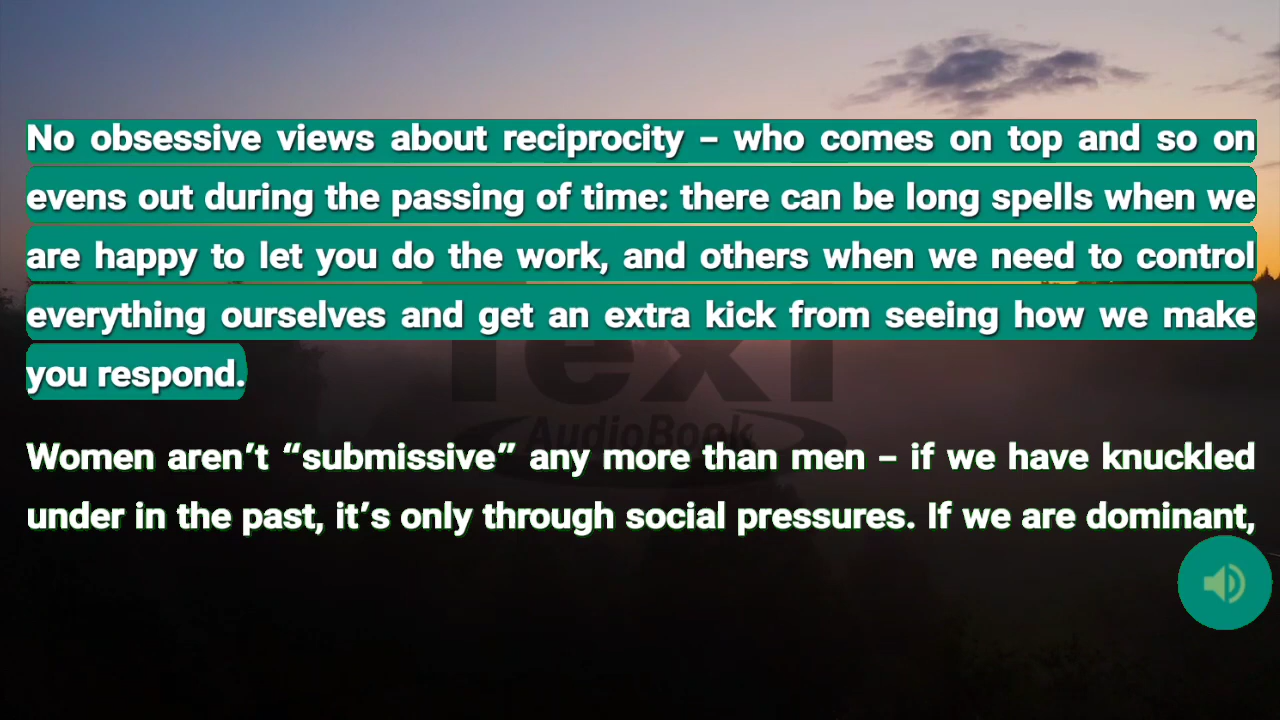 No obsessive views about reciprocity – who comes on top and so on
evens out during the passing of time: there can be long spells when we
are happy to let you do the work, and others when we need to control
everything ourselves and get an extra kick from seeing how we make
you respond.
Text
AudioBook
Women aren’t “submissive” any more than men – if we have knuckled
under in the past, it’s only through social pressures. If we are dominant,